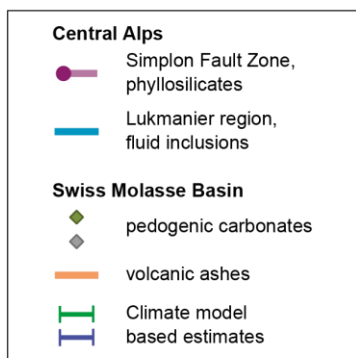 Central Alps
Simplon Fault Zone,
phyllosilicates
Lukmanier region,
fluid inclusions
Swiss Molasse Basin
pedogenic carbonates
volcanic ashes
Climate model
based estimates